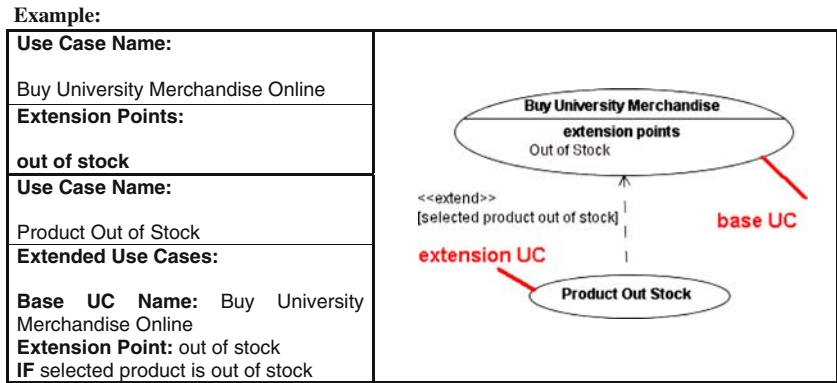 Example:
Use Case Name:
Buy University Merchandise Online
Extension Points:
out of stock
Use Case Name:
Product Out of Stock
Extended Use Cases:
Base UC Name: Buy University
Merchandise Online
Extension Point: out of stock
IF selected product is out of stock
Buy University Merchandise
extension points
Out of Stock
<<extend>>
[selected product out of stock]
base UC
extension UC
Product Out Stock